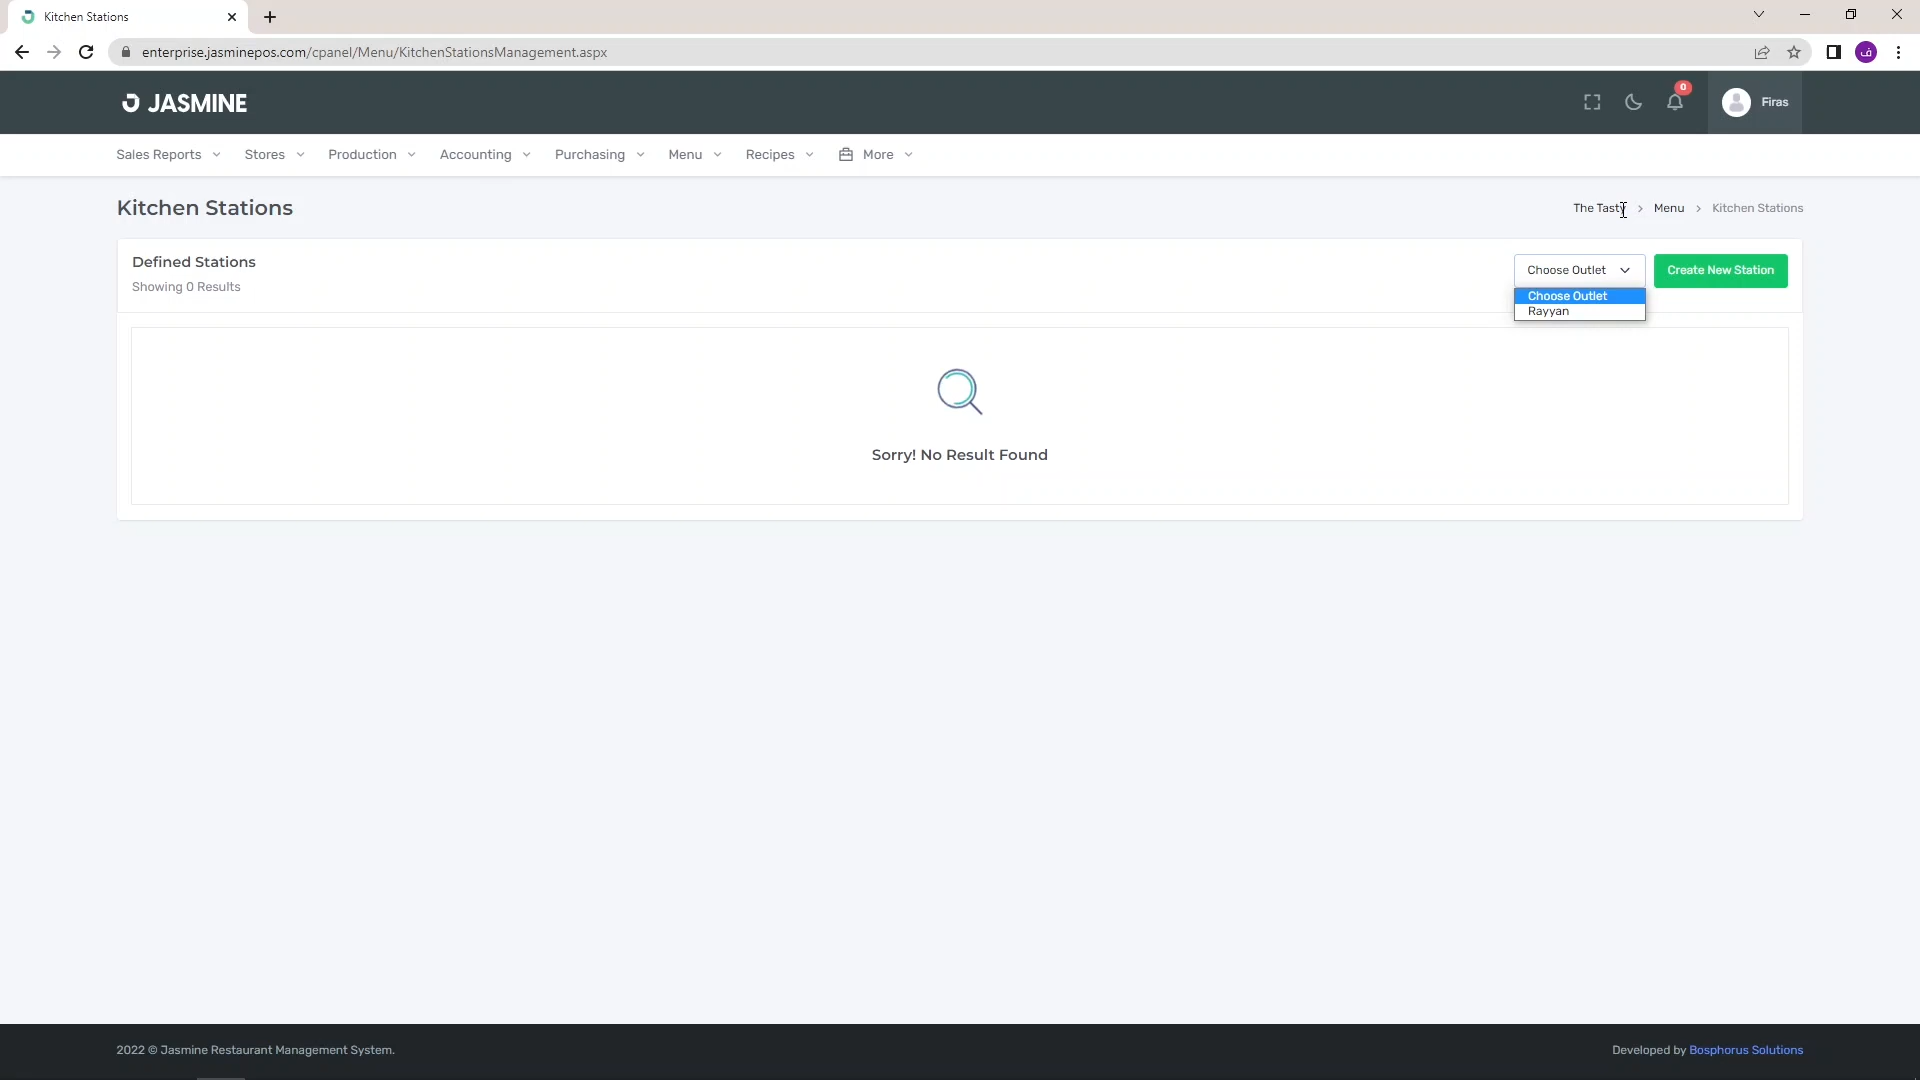 Kitchen Stations
enterprise.jasminepos.com/cpanel/Menu/KitchenStationsManagement.aspx
ف
JASMINE
0
Firas
Sales Reports
Stores
Production
Accounting
Purchasing
Menu
Recipes
More
Kitchen Stations
The Tasty > Menu > Kitchen Stations
Defined Stations
Showing 0 Results
Choose Outlet
Create New Station
Choose Outlet
Rayyan
Sorry! No Result Found
2022 © Jasmine Restaurant Management System.
Developed by Bosphorus Solutions